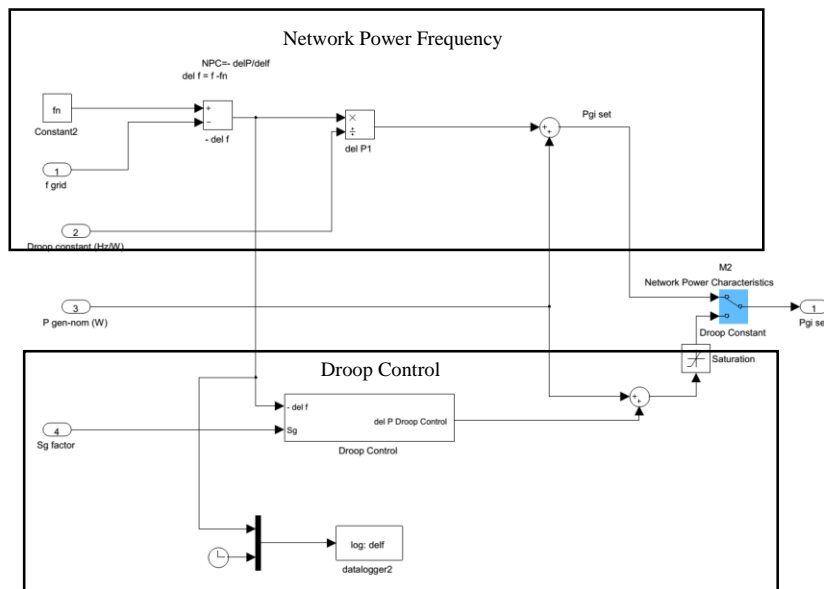 Network Power Frequency
NPC=- delP/delf
del f = f -fn
fn
Constant2
+
−
- del f
1
f grid
×
÷
del P1
+
+
Pgi set
2
Droop constant (Hz/W)
3
P gen-nom (W)
M2
Network Power Characteristics
Droop Constant
1
Pgi se
Saturation
Droop Control
- del f
Sg
del P Droop Control
Droop Control
+
+
4
Sg factor
log: delf
datalogger2